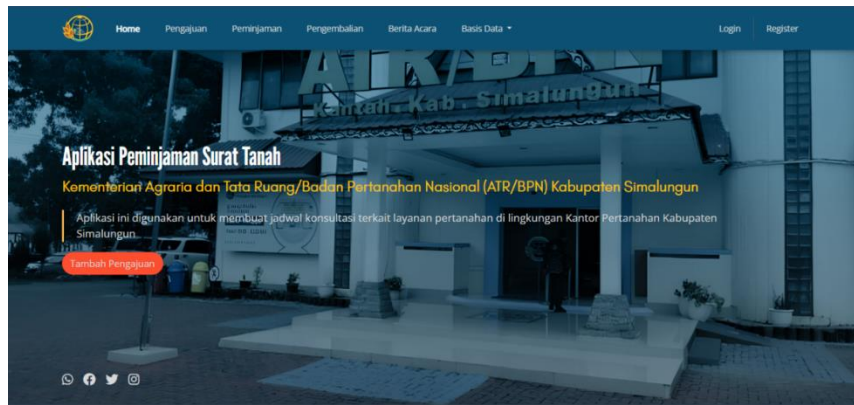 Home Pengajuan Peminjaman Pengembalian Berita Acara Basis Data Login Register
ATR/BPN
Kantah. Kab. Simalungun
Aplikasi Peminjaman Surat Tanah
Kementerian Agraria dan Tata Ruang/Badan Pertanahan Nasional (ATR/BPN) Kabupaten Simalungun
Aplikasi ini digunakan untuk membuat jadwal konsultasi terkait layanan pertanahan di lingkungan Kantor Pertanahan Kabupaten
Simalungun
Tambah Pengajuan